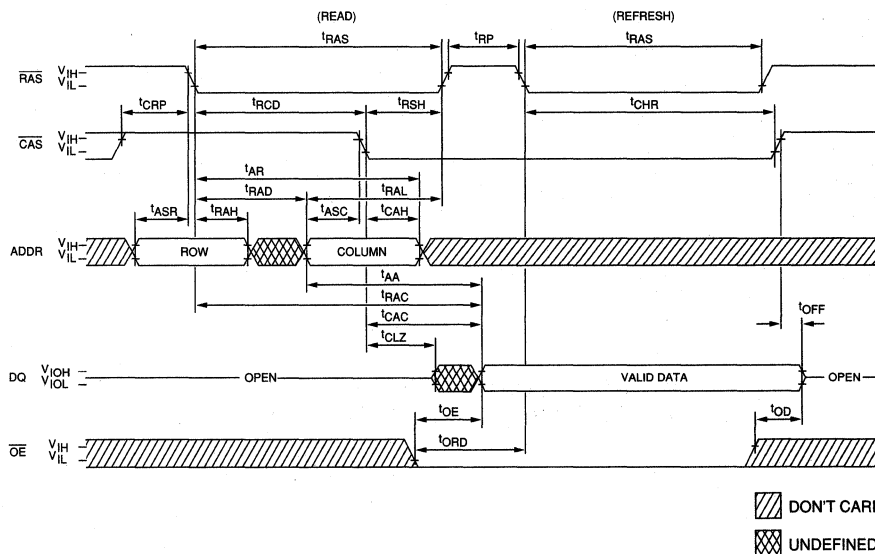 (READ) (REFRESH)
tRAS tRP tRAS
RAS VIH
VIL
tCRP tRCD tRSH tCHR
CAS VIH
VIL
tAR
tRAD tRAL
tASR tRAH tASC tCAH
ADDR VIH
VIL
ROW COLUMN
tAA
tRAC
tCAC tOFF
tCLZ
DQ VIOH
VIOL
OPEN VALID DATA OPEN
tOE tOD
tORD
OE VIH
VIL
DON'T CARE
UNDEFINED